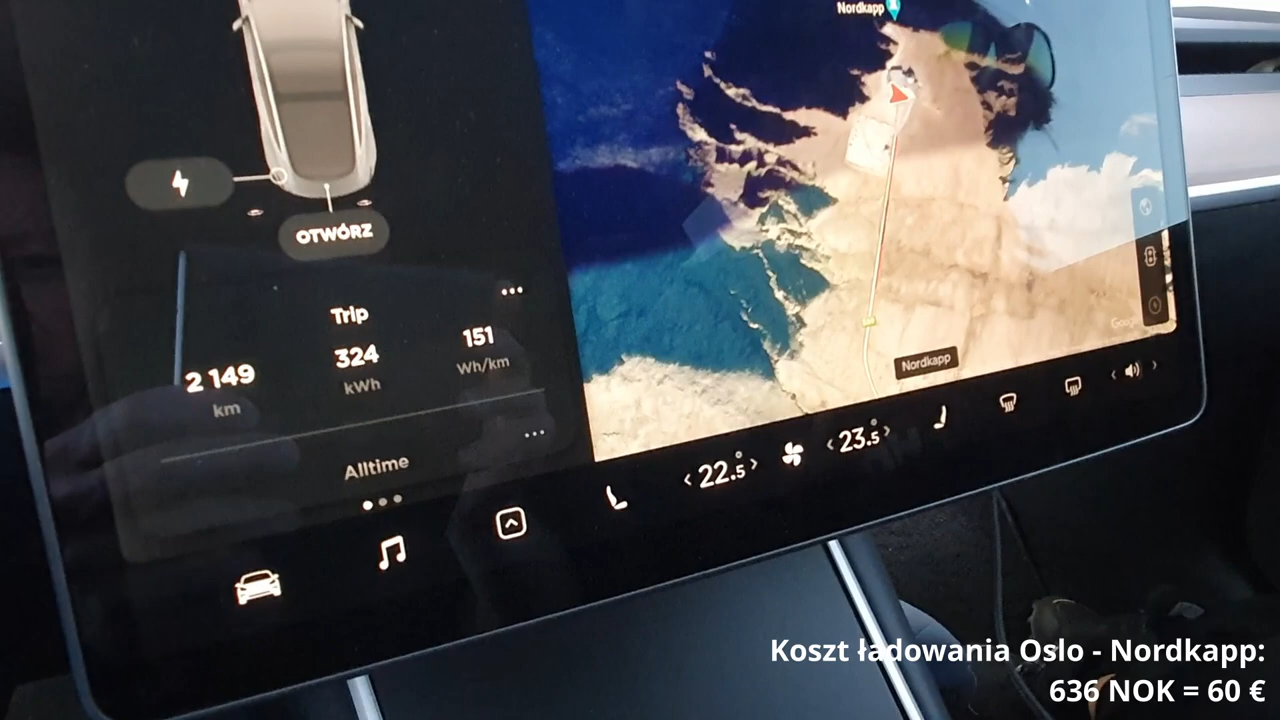 Nordkapp
OTWÓRZ
Trip
2 149
km
324
kWh
151
Wh/km
Alltime
Google
Nordkapp
22.5
23.5
Koszt ładowania Oslo - Nordkapp:
636 NOK = 60 €